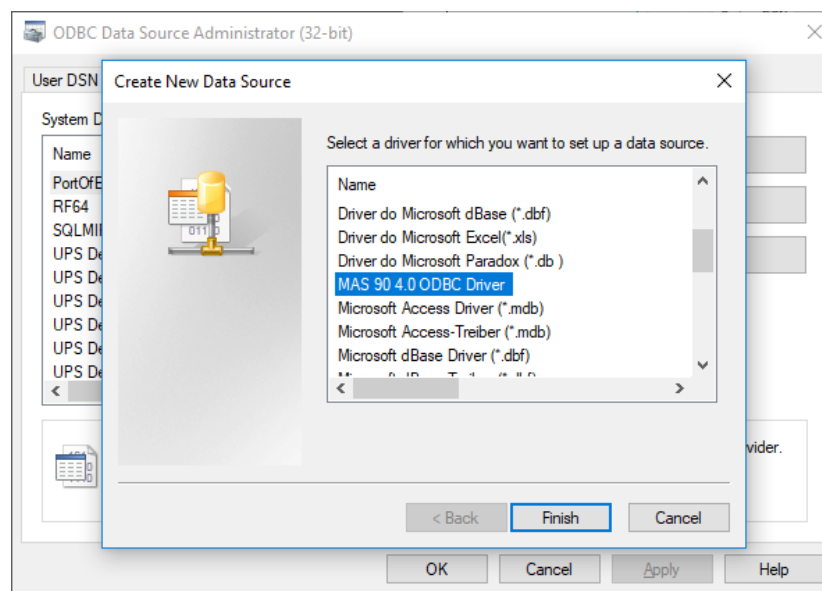 ODBC Data Source Administrator (32-bit)
User DSN
Create New Data Source
System D
Name
PortOfE
RF64
SQLMII
UPS De
UPS De
UPS De
UPS De
UPS De
UPS De
Select a driver for which you want to set up a data source.
Name
Driver do Microsoft dBase (*.dbf)
Driver do Microsoft Excel(*.xls)
Driver do Microsoft Paradox (*.db )
MAS 90 4.0 ODBC Driver
Microsoft Access Driver (*.mdb)
Microsoft Access-Treiber (*.mdb)
Microsoft dBase Driver (*.dbf)
vider.
< Back
Finish
Cancel
OK
Cancel
Apply
Help